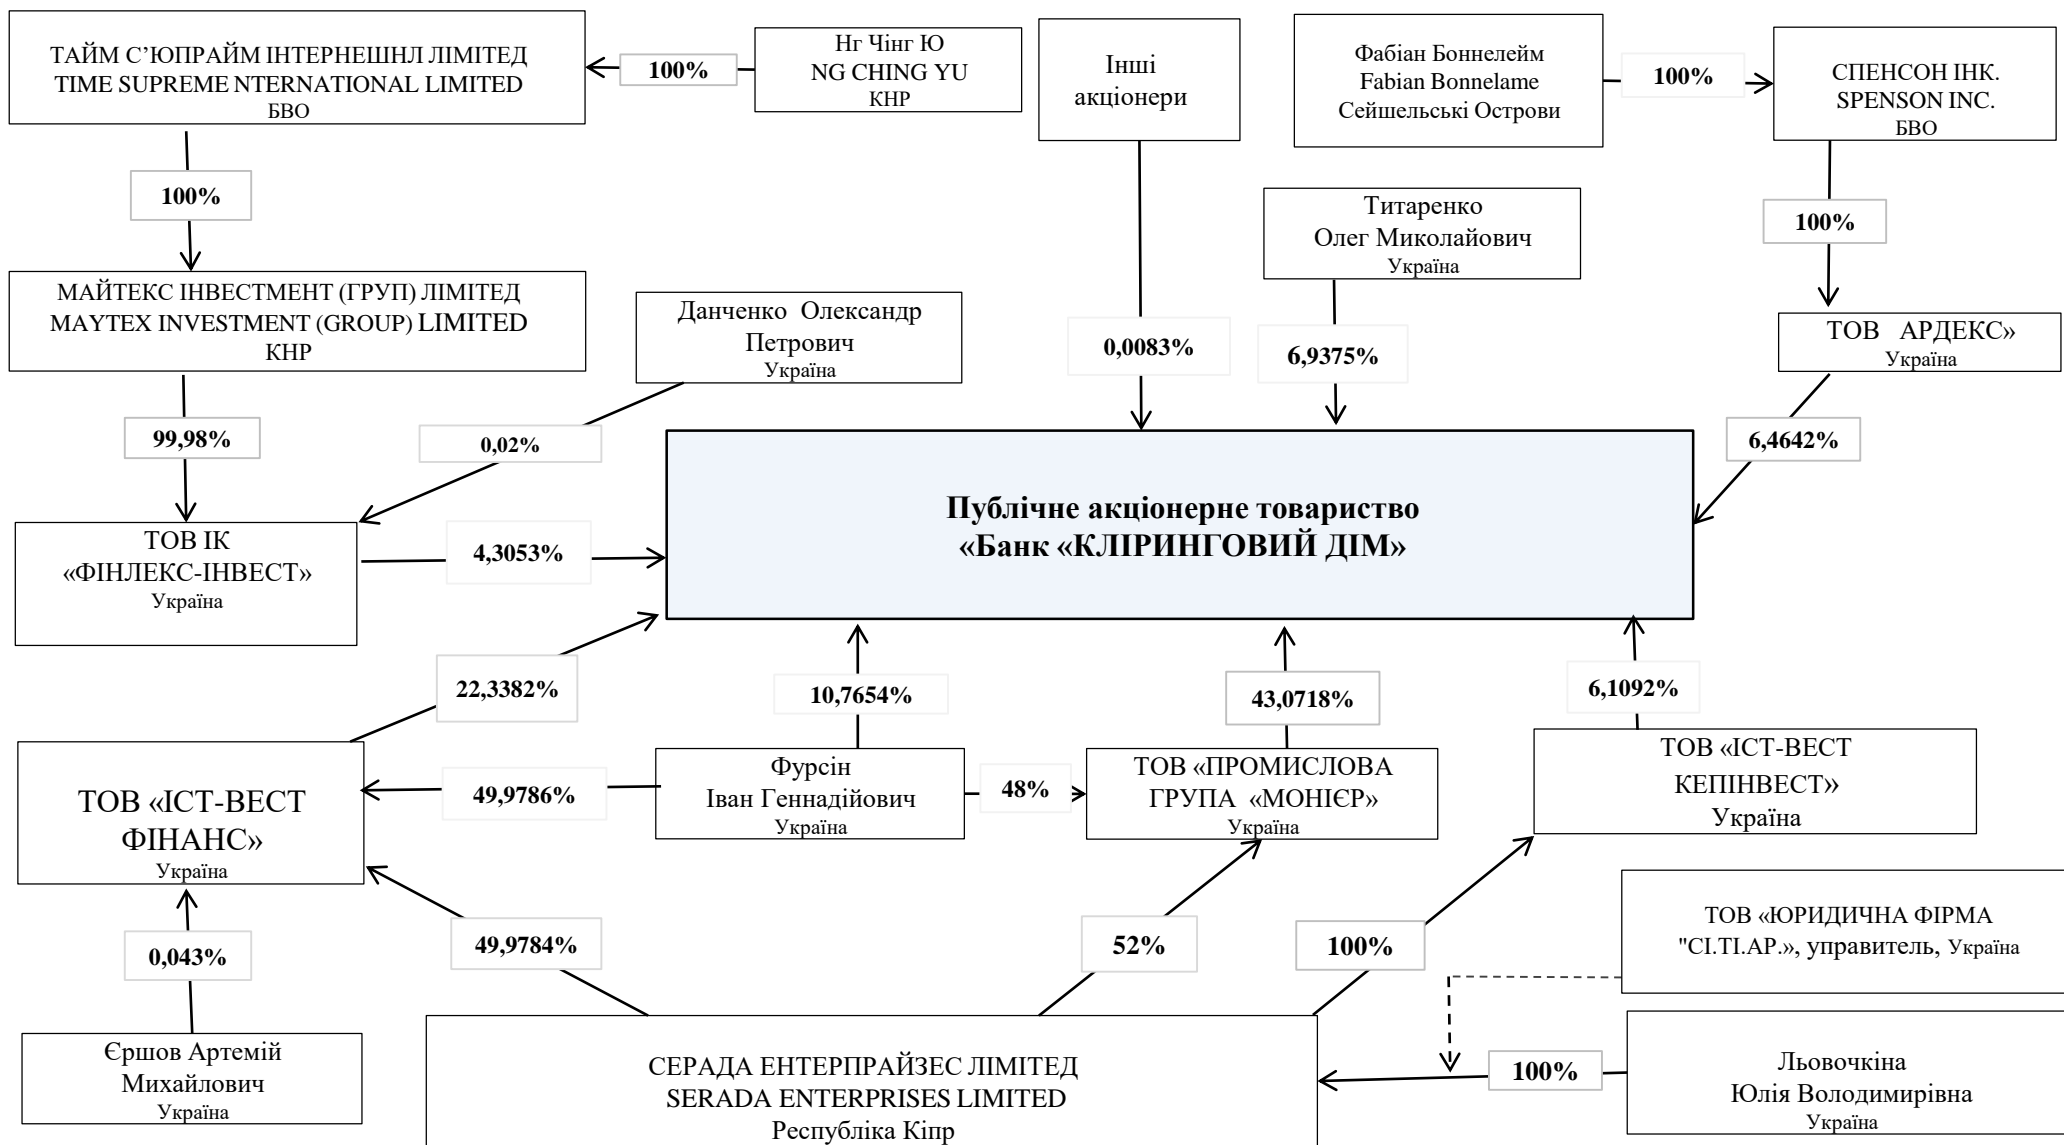 ТАЙМ С’ЮПРАЙМ ІНТЕРНЕШНЛ ЛІМІТЕД
TIME SUPREME NTERNATIONAL LIMITED
БВО
100%
Нг Чінг Ю
NG CHING YU
КНР
Інші
акціонери
Фабіан Боннелейм
Fabian Bonnelame
Сейшельські Острови
100%
СПЕНСОН ІНК.
SPENSON INC.
БВО
100%
Титаренко
Олег Миколайович
Україна
100%
МАЙТЕКС ІНВЕСТМЕНТ (ГРУП) ЛІМІТЕД
MAYTEX INVESTMENT (GROUP) LIMITED
КНР
Данченко Олександр
Петрович
Україна
0,0083%
6,9375%
ТОВ АРДЕКС»
Україна
99,98%
0,02%
6,4642%
Публічне акціонерне товариство
«Банк «КЛІРИНГОВИЙ ДІМ»
ТОВ ІК
«ФІНЛЕКС-ІНВЕСТ»
Україна
4,3053%
22,3382%
10,7654%
43,0718%
6,1092%
ТОВ «ІСТ-ВЕСТ
ФІНАНС»
Україна
49,9786%
Фурсін
Іван Геннадійович
Україна
48%
ТОВ «ПРОМИСЛОВА
ГРУПА «МОНІЄР»
Україна
ТОВ «ІСТ-ВЕСТ
КЕПІНВЕСТ»
Україна
0,043%
49,9784%
52%
100%
ТОВ «ЮРИДИЧНА ФІРМА
"СІ.ТІ.АР.», управитель, Україна
Єршов Артемій
Михайлович
Україна
СЕРАДА ЕНТЕРПРАЙЗЕС ЛІМІТЕД
SERADA ENTERPRISES LIMITED
Республіка Кіпр
100%
Льовочкіна
Юлія Володимирівна
Україна